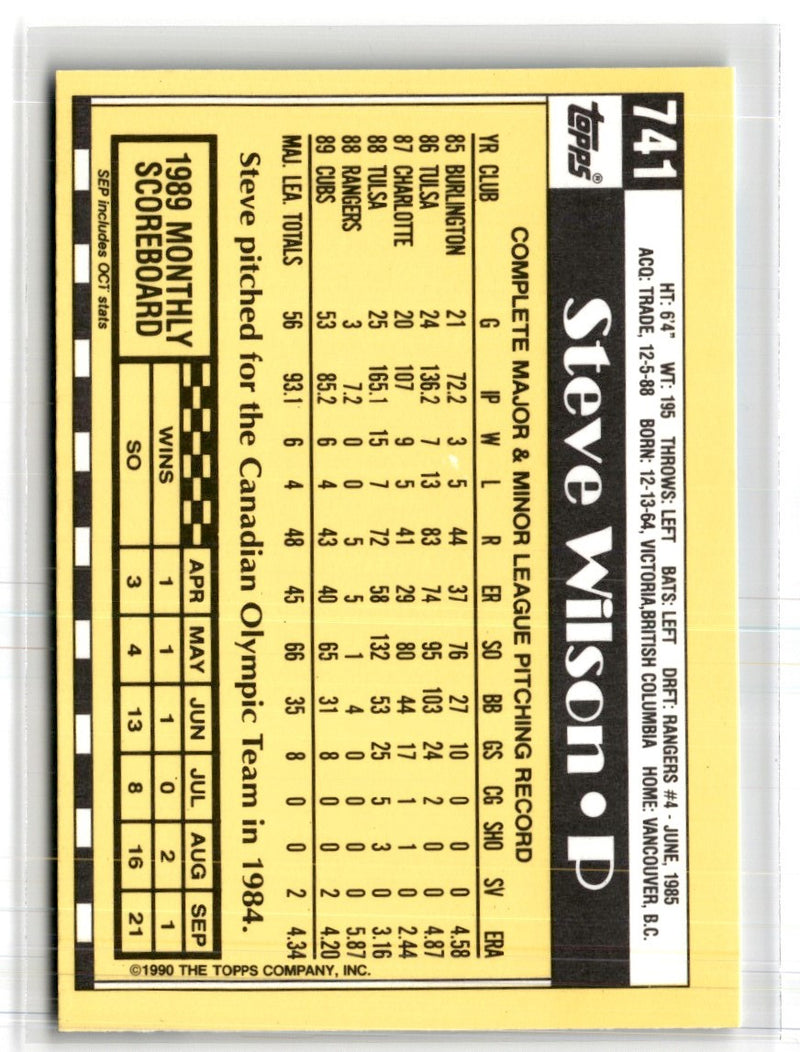 741
HT: 6'4" WT: 195 THROWS: LEFT BATS: LEFT DRFT: RANGERS #4 - JUNE, 1985
ACQ: TRADE, 12-5-88 BORN: 12-13-64, VICTORIA,BRITISH COLUMBIA HOME: VANCOUVER, B.C.
topps®
Steve Wilson • P
COMPLETE MAJOR & MINOR LEAGUE PITCHING RECORD
YR CLUB G IP W L R ER SO BB GS CG SHO SV ERA
85 BURLINGTON 21 72.2 3 5 44 37 76 27 10 0 0 0 4.58
86 TULSA 24 136.2 7 13 83 74 95 103 24 2 0 0 4.87
87 CHARLOTTE 20 107 9 5 41 29 80 44 17 1 1 0 2.44
88 TULSA 25 165.1 15 7 72 58 132 53 25 5 3 0 3.16
88 RANGERS 3 7.2 0 0 5 5 1 4 0 0 0 0 5.87
89 CUBS 53 85.2 6 4 43 40 65 31 8 0 0 2 4.20
MAJ. LEA. TOTALS 56 93.1 6 4 48 45 66 35 8 0 0 2 4.34
Steve pitched for the Canadian Olympic Team in 1984.
1989 MONTHLY
SCOREBOARD
APR MAY JUN JUL AUG SEP
WINS 1 1 1 0 2 1
SO 3 4 13 8 16 21
SEP includes OCT stats
©1990 THE TOPPS COMPANY, INC.